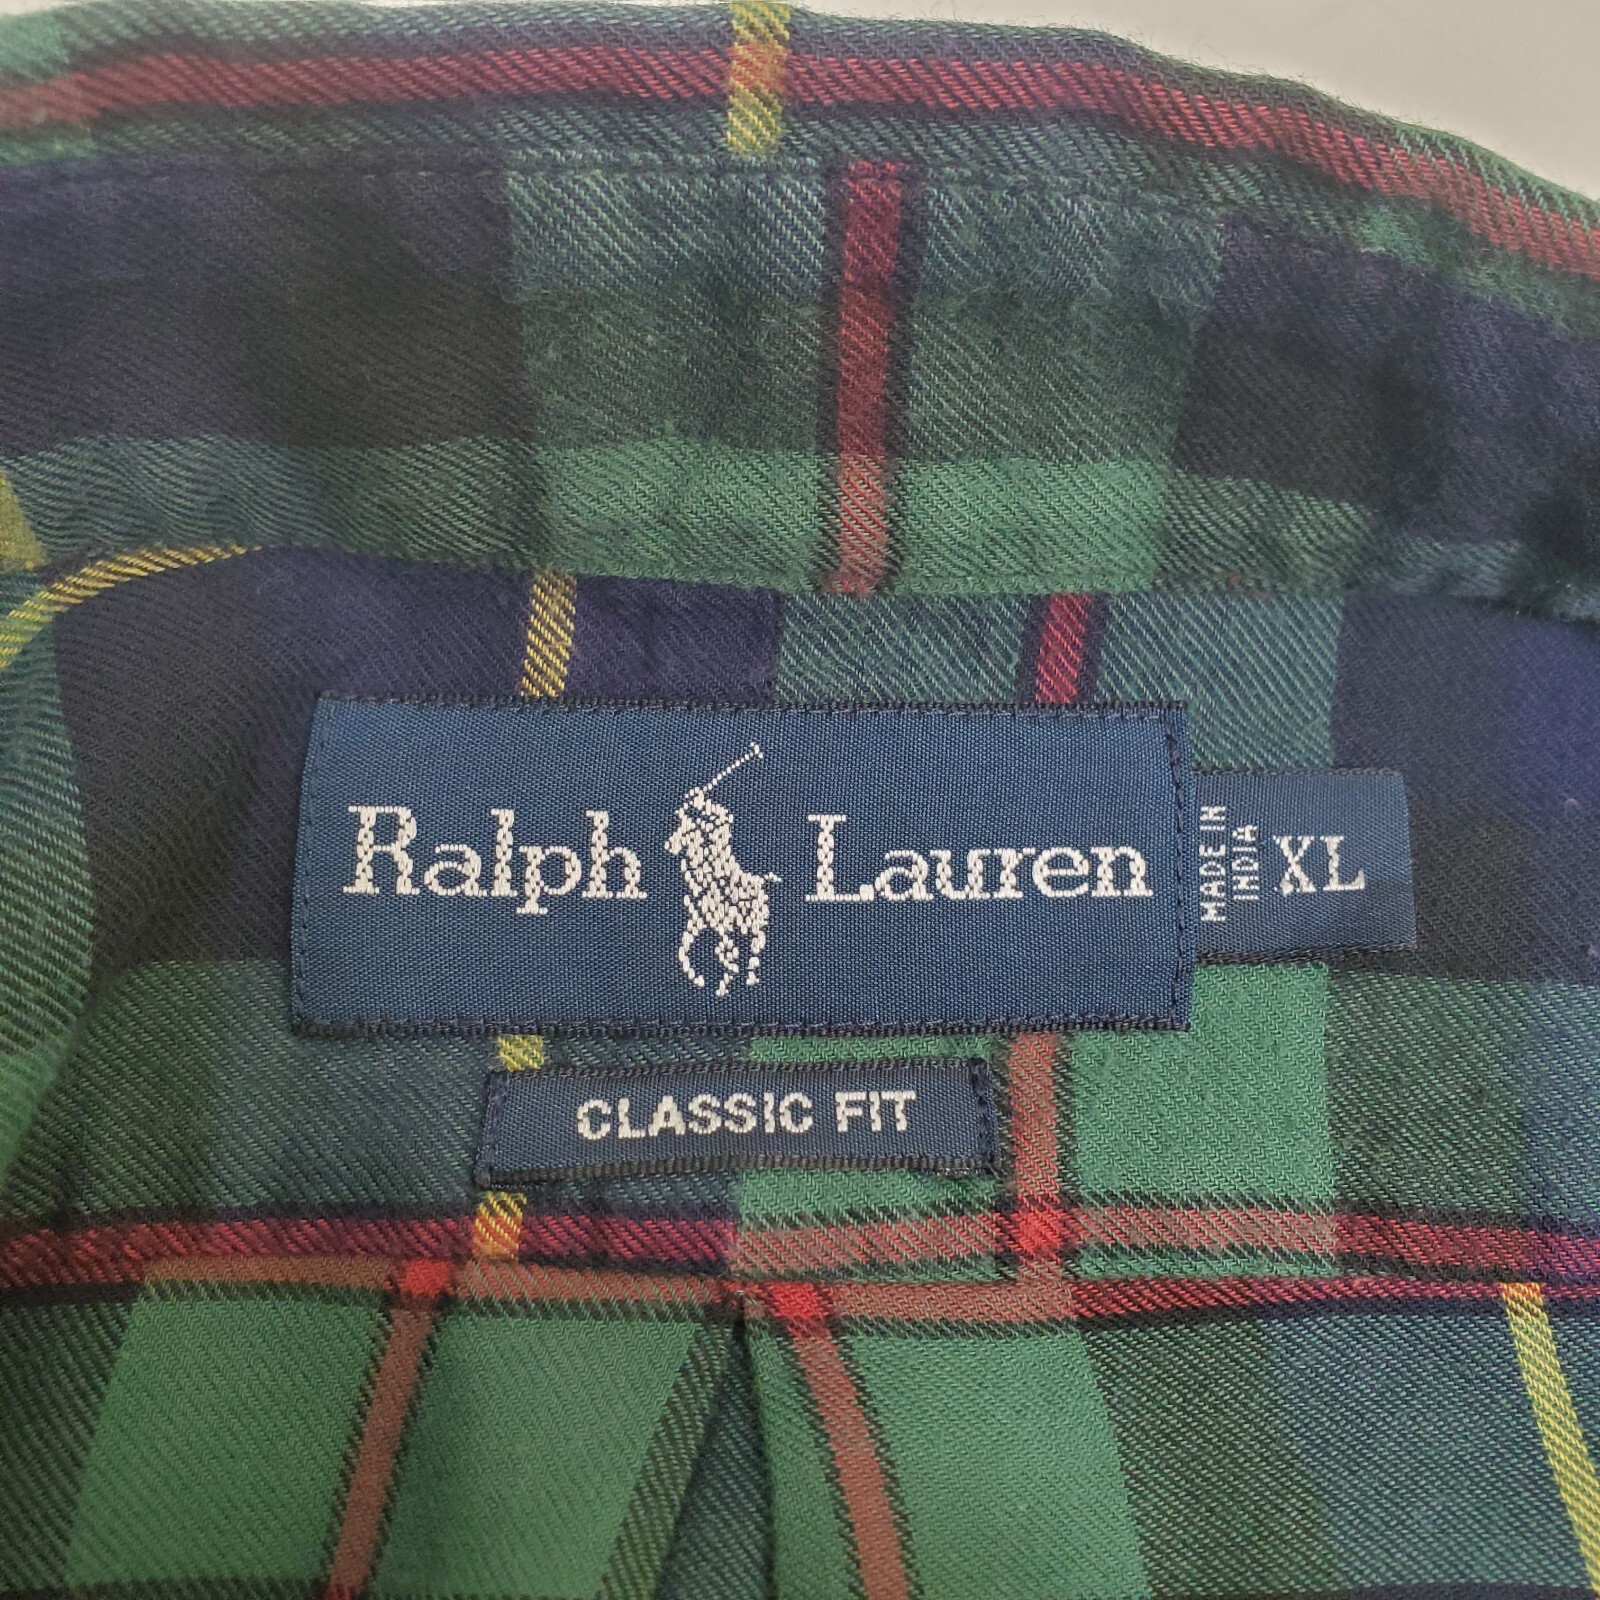 Ralph Lauren
MADE IN
INDIA
XL
CLASSIC FIT